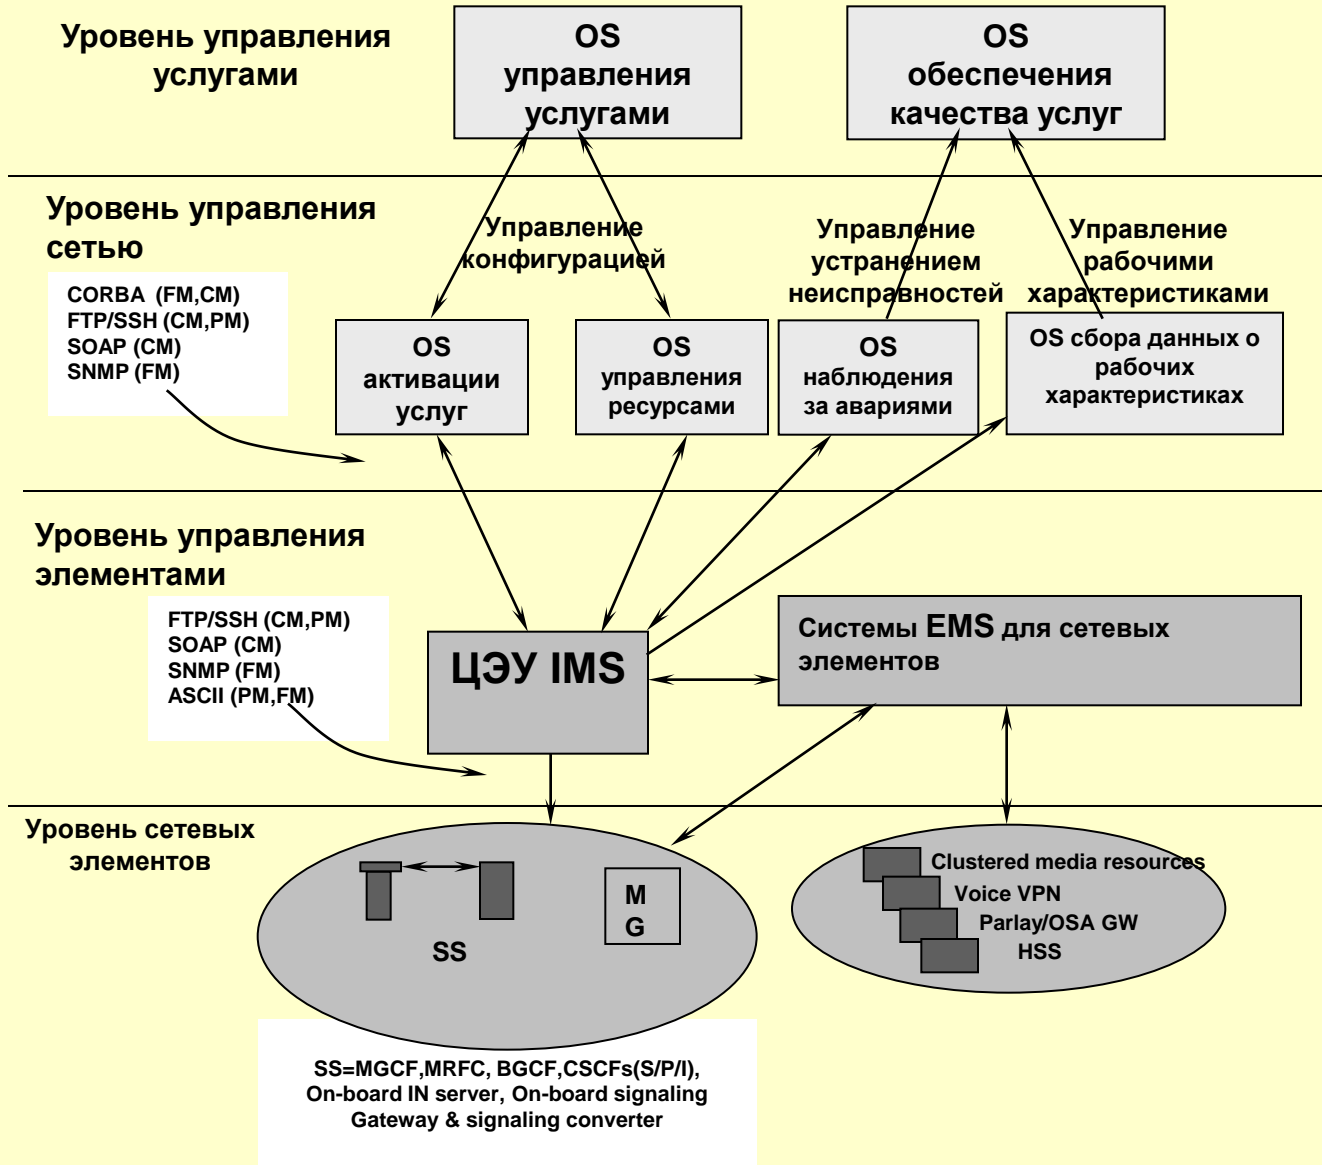 Уровень управления
услугами
OS
управления
услугами
OS
обеспечения
качества услуг
Уровень управления
сетью
Управление
конфигурацией
Управление
устранением
неисправностей
Управление
рабочими
характеристиками
CORBA (FM,CM)
FTP/SSH (CM,PM)
SOAP (CM)
SNMP (FM)
OS
активации
услуг
OS
управления
ресурсами
OS
наблюдения
за авариями
OS сбора данных о
рабочих
характеристиках
Уровень управления
элементами
FTP/SSH (CM,PM)
SOAP (CM)
SNMP (FM)
ASCII (PM,FM)
ЦЭУ IMS
Системы EMS для сетевых
элементов
Уровень сетевых
элементов
SS
M
G
Clustered media resources
Voice VPN
Parlay/OSA GW
HSS
SS=MGCF,MRFC, BGCF,CSCFs(S/P/I),
On-board IN server, On-board signaling
Gateway & signaling converter